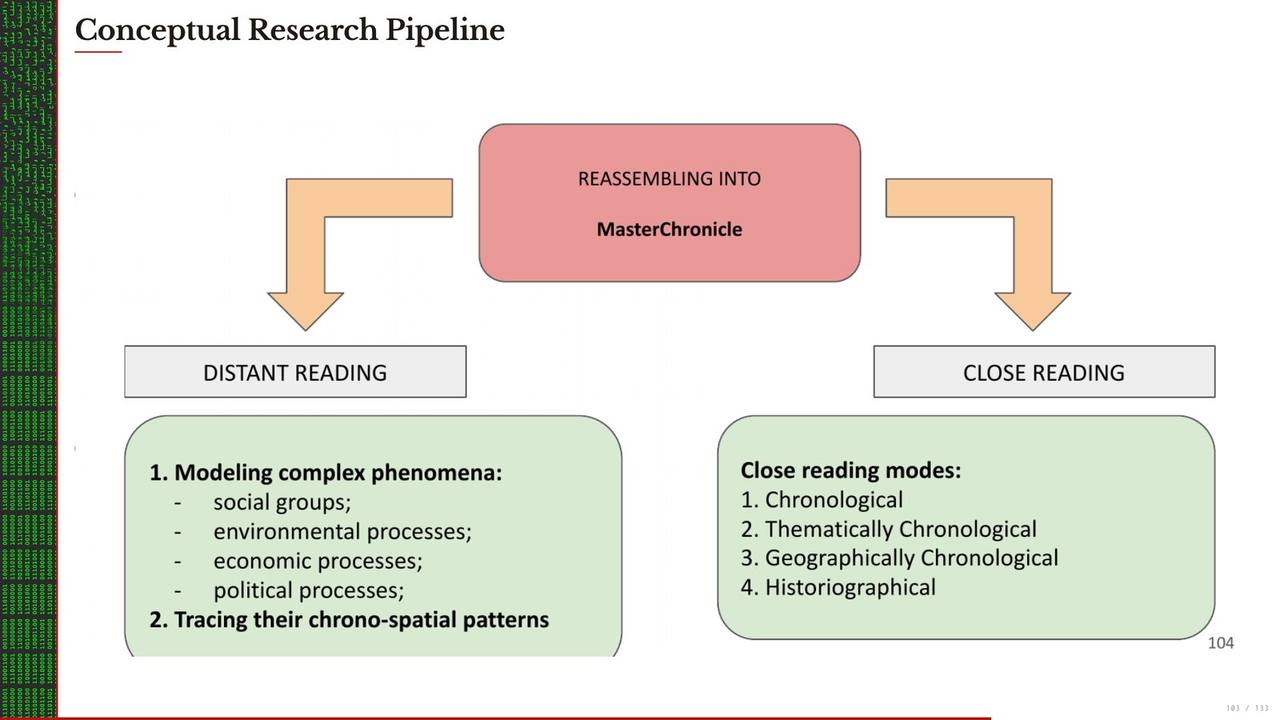 Conceptual Research Pipeline
REASSEMBLING INTO
MasterChronicle
DISTANT READING
CLOSE READING
1. Modeling complex phenomena:
- social groups;
- environmental processes;
- economic processes;
- political processes;
2. Tracing their chrono-spatial patterns
Close reading modes:
1. Chronological
2. Thematically Chronological
3. Geographically Chronological
4. Historiographical
104
103 / 133